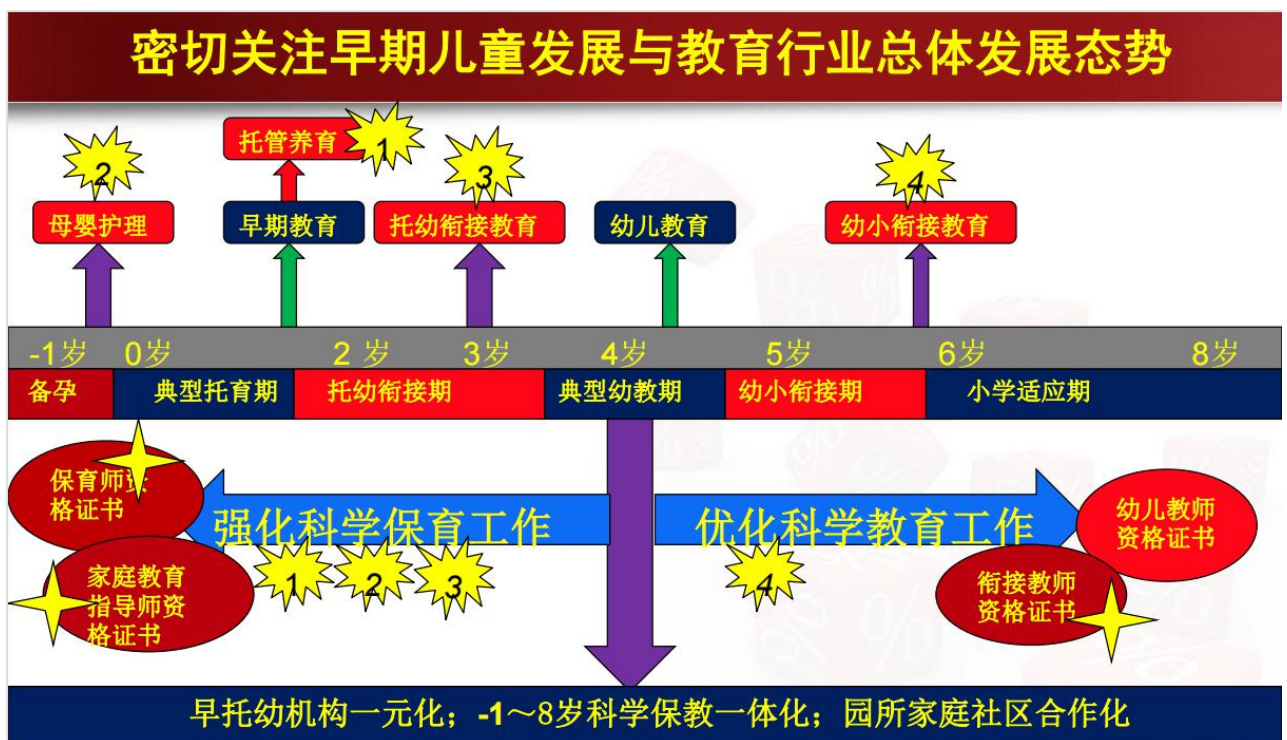 密切关注早期儿童发展与教育行业总体发展态势
托管养育
1
2
3
4
母婴护理
早期教育
托幼衔接教育
幼儿教育
幼小衔接教育
-1岁 0岁 2 岁 3岁 4岁 5岁 6岁 8岁
备孕 典型托育期 托幼衔接期 典型幼教期 幼小衔接期 小学适应期
保育师资
格证书
强化科学保育工作
优化科学教育工作
幼儿教师
资格证书
家庭教育
指导师资
格证书
1
2
3
4
衔接教师
资格证书
早托幼机构一元化；-1～8岁科学保教一体化；园所家庭社区合作化